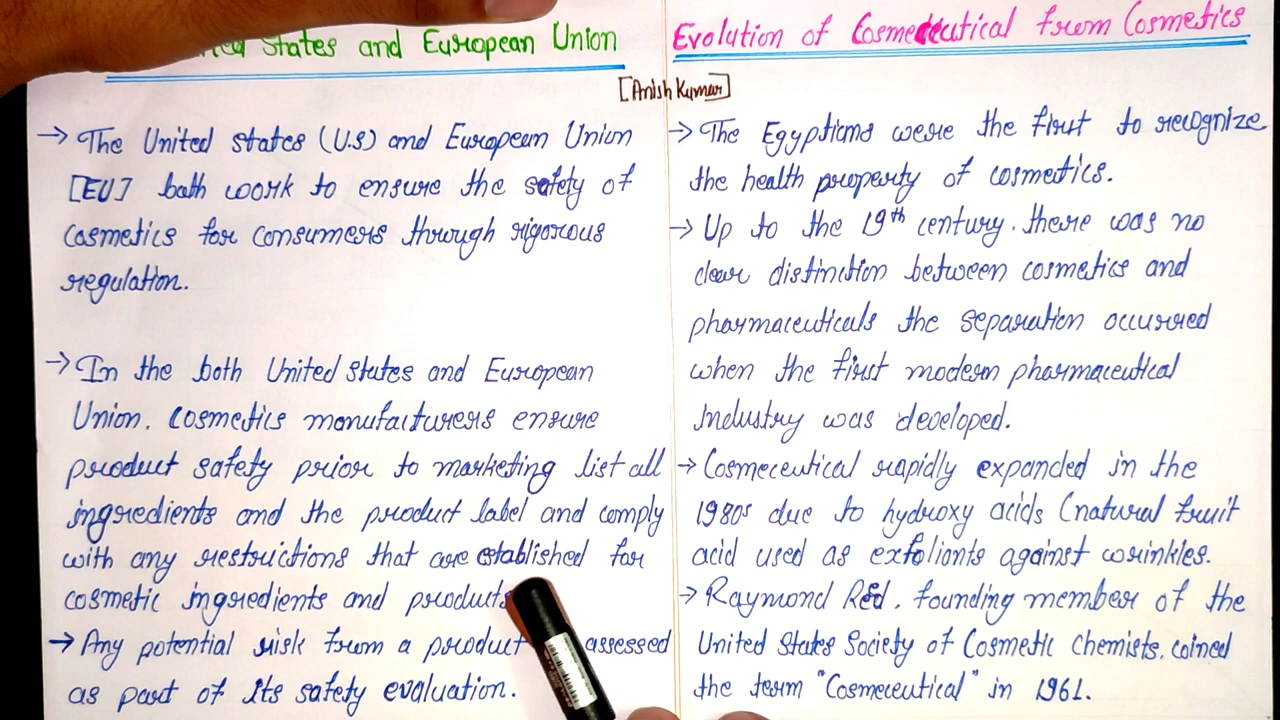 States and European Union
→ The United states (U.S) and European Union
[EU] bath work to ensure the safety of
cosmetics for consumers through rigorous
regulation.
→ In the both United states and European
Union. cosmetics manufacturers ensure
product safety prior to marketing list all
ingredients and the product label and comply
with any restrictions that are established for
cosmetic ingredients and products
→ Any potential risk from a product assessed
as part of Its safety evaluation.
Evolution of Cosmeceutical from Cosmetics
[Anish Kumar]
→ The Egyptians were the first to recognize
the health property of cosmetics.
→ Up to the 19th century. there was no
clear distinction between cosmetics and
pharmaceuticals the separation occurred
when the first modern pharmaceutical
Industry was developed.
→ Cosmeceutical rapidly expanded in the
1980s due to hydroxy acids (natural fruit
acid used as exfolionts against wrinkles.
→ Raymond Red. founding member of the
United States Society of Cosmetic Chemists. coined
the term "Cosmeceutical" in 1961.